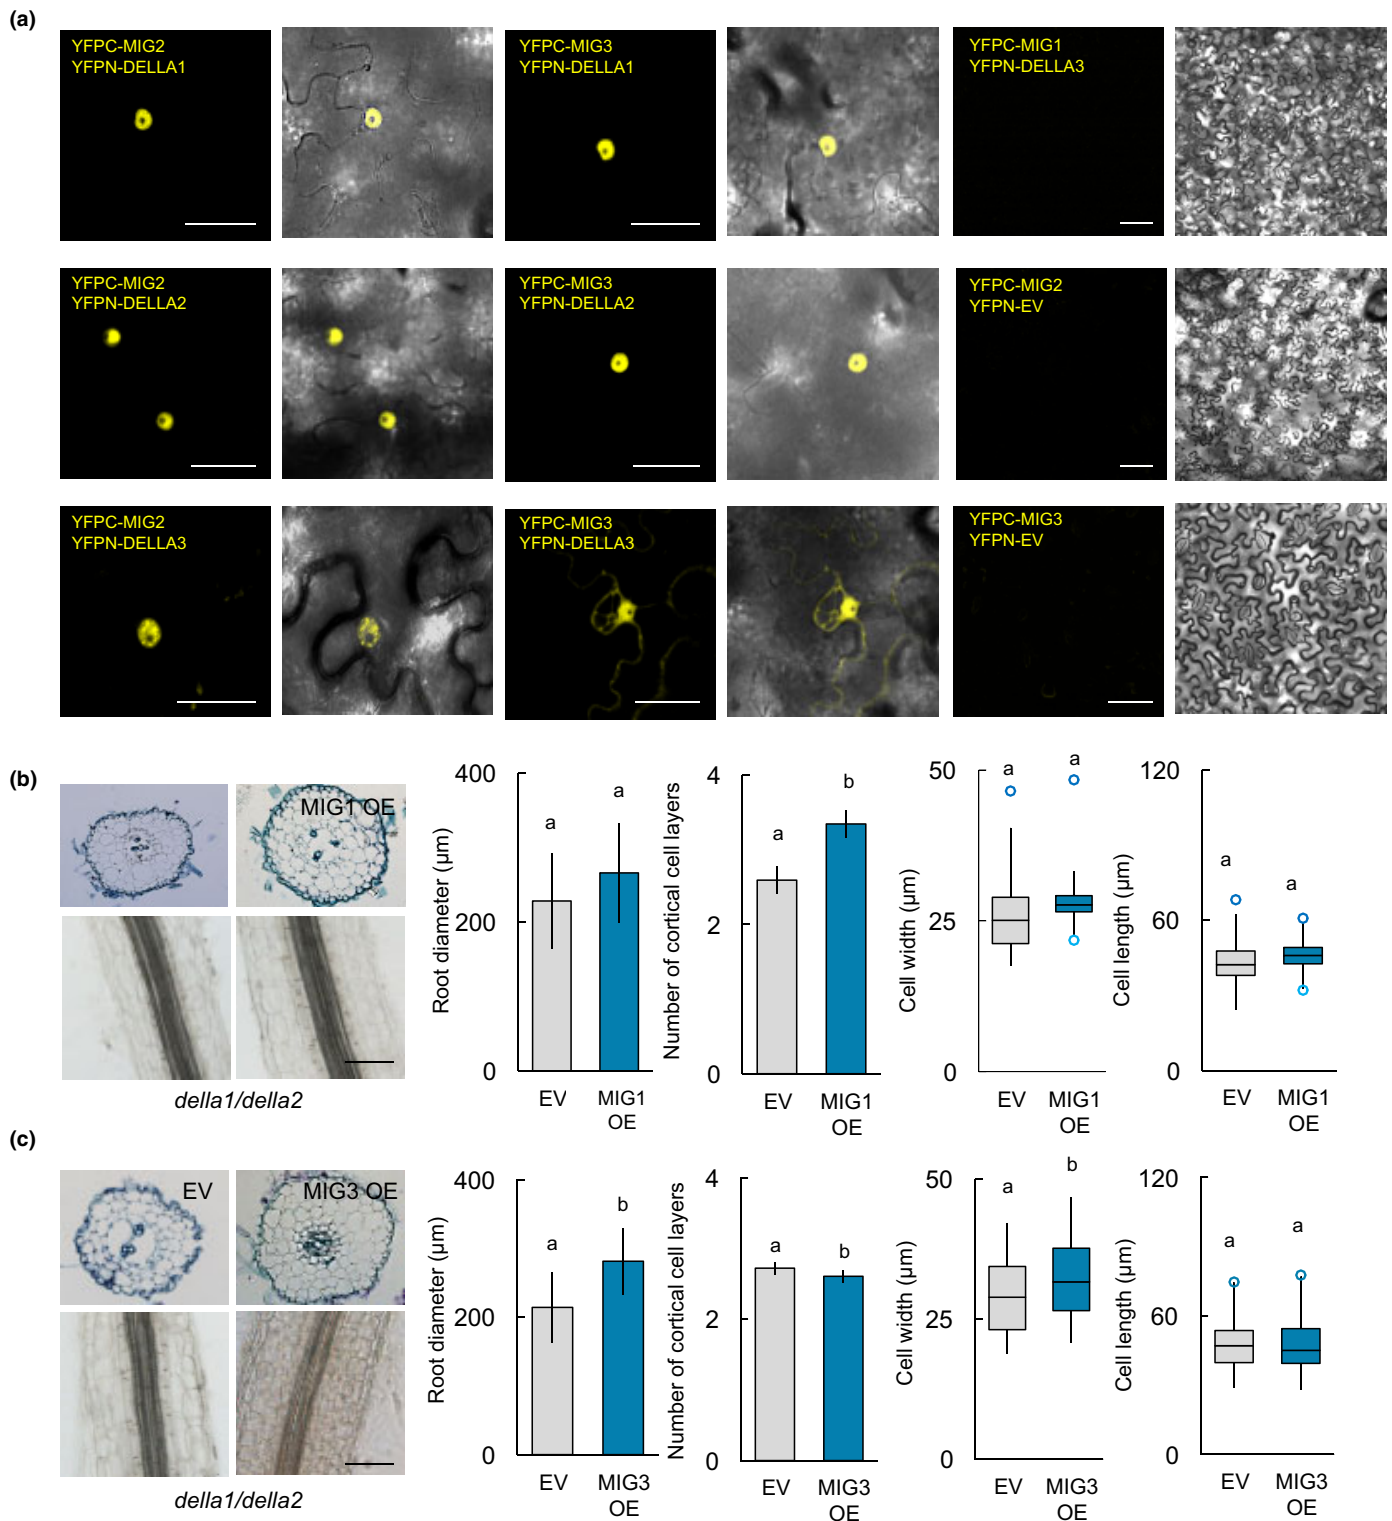 (a)
YFPC-MIG2
YFPN-DELLA1
YFPC-MIG3
YFPN-DELLA1
YFPC-MIG1
YFPN-DELLA3
YFPC-MIG2
YFPN-DELLA2
YFPC-MIG3
YFPN-DELLA2
YFPC-MIG2
YFPN-EV
YFPC-MIG2
YFPN-DELLA3
YFPC-MIG3
YFPN-DELLA3
YFPC-MIG3
YFPN-EV
(b)
MIG1 OE
della1/della2
Root diameter (µm)
400
200
0
a
a
EV
MIG1
OE
Number of cortical cell layers
4
2
0
a
b
EV
MIG1
OE
Cell width (µm)
50
25
0
a
a
EV
MIG1
OE
Cell length (µm)
120
60
0
a
a
EV
MIG1
OE
(c)
EV
MIG3 OE
della1/della2
Root diameter (µm)
400
200
0
a
b
EV
MIG3
OE
Number of cortical cell layers
4
2
0
a
b
EV
MIG3
OE
Cell width (µm)
50
25
0
a
b
EV
MIG3
OE
Cell length (µm)
120
60
0
a
a
EV
MIG3
OE